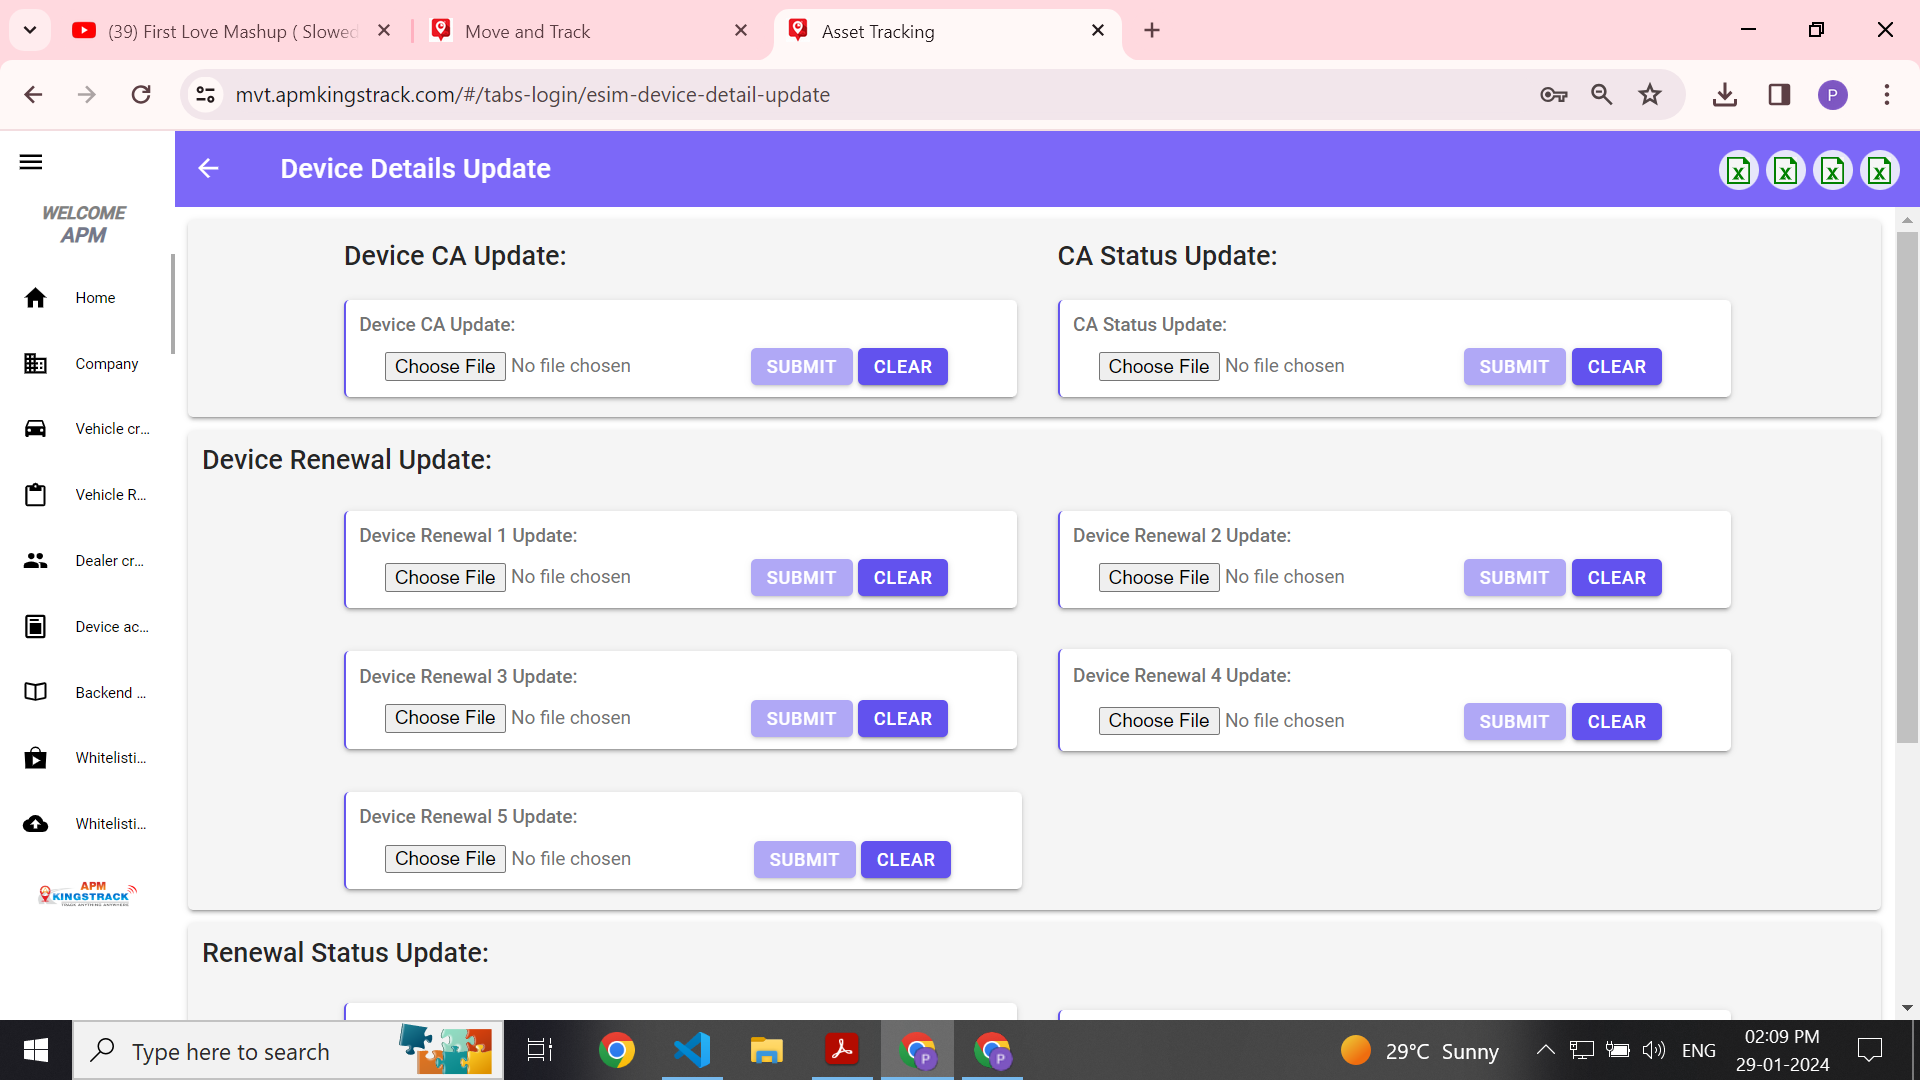 (39) First Love Mashup ( Slowed
Move and Track
Asset Tracking
mvt.apmkingstrack.com/#/tabs-login/esim-device-detail-update
P
WELCOME
APM
Home
Company
Vehicle cr...
Vehicle R...
Dealer cr...
Device ac...
Backend ...
Whitelisti...
Whitelisti...
APM
KINGSTRACK
Device Details Update
Device CA Update:
CA Status Update:
Device CA Update:
Choose File No file chosen SUBMIT CLEAR
CA Status Update:
Choose File No file chosen SUBMIT CLEAR
Device Renewal Update:
Device Renewal 1 Update:
Choose File No file chosen SUBMIT CLEAR
Device Renewal 2 Update:
Choose File No file chosen SUBMIT CLEAR
Device Renewal 3 Update:
Choose File No file chosen SUBMIT CLEAR
Device Renewal 4 Update:
Choose File No file chosen SUBMIT CLEAR
Device Renewal 5 Update:
Choose File No file chosen SUBMIT CLEAR
Renewal Status Update:
Type here to search
29°C Sunny
ENG
02:09 PM
29-01-2024